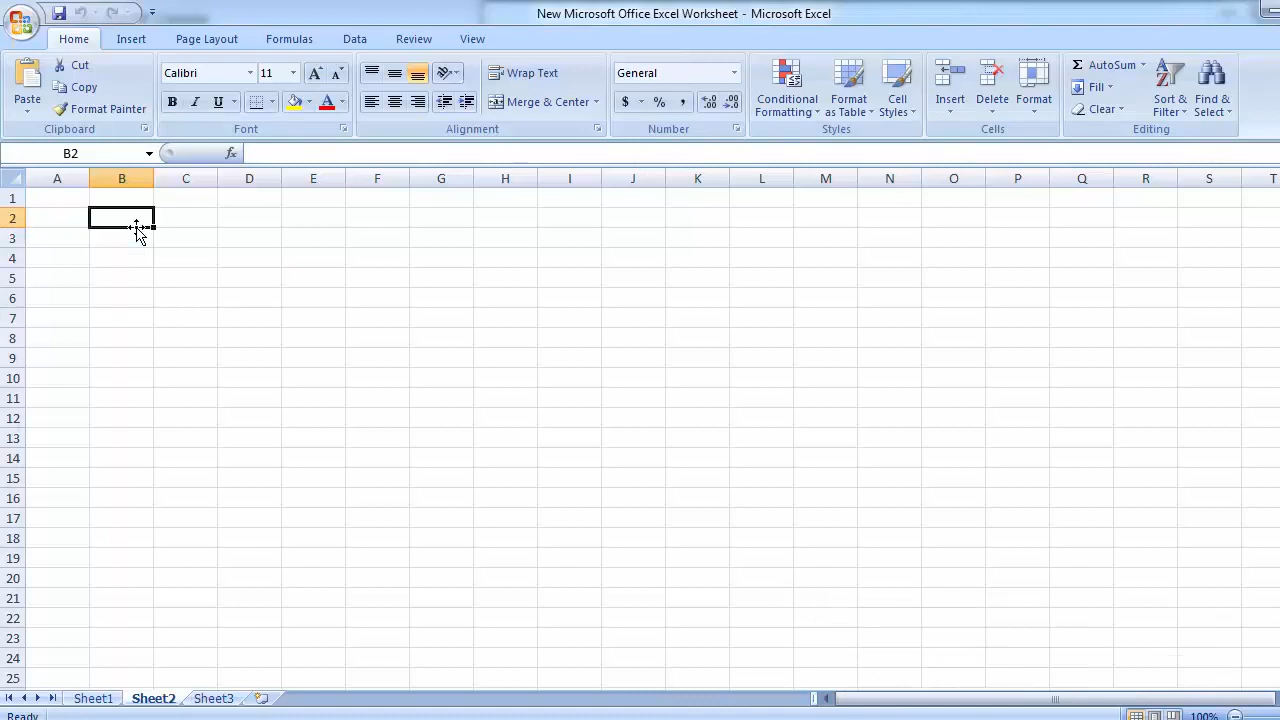 New Microsoft Office Excel Worksheet - Microsoft Excel
Home Insert Page Layout Formulas Data Review View
Paste
Cut
Copy
Format Painter
Clipboard
Calibri 11
B I U A
Font
Wrap Text
Merge & Center
Alignment
General
$ % ,
Number
Conditional Formatting
Format as Table
Cell Styles
Styles
Insert Delete Format
Cells
Σ AutoSum
Fill
Clear
Sort & Filter
Find & Select
Editing
B2 fx
A B C D E F G H I J K L M N O P Q R S T
1
2
3
4
5
6
7
8
9
10
11
12
13
14
15
16
17
18
19
20
21
22
23
24
25
Sheet1 Sheet2 Sheet3
Ready 100%